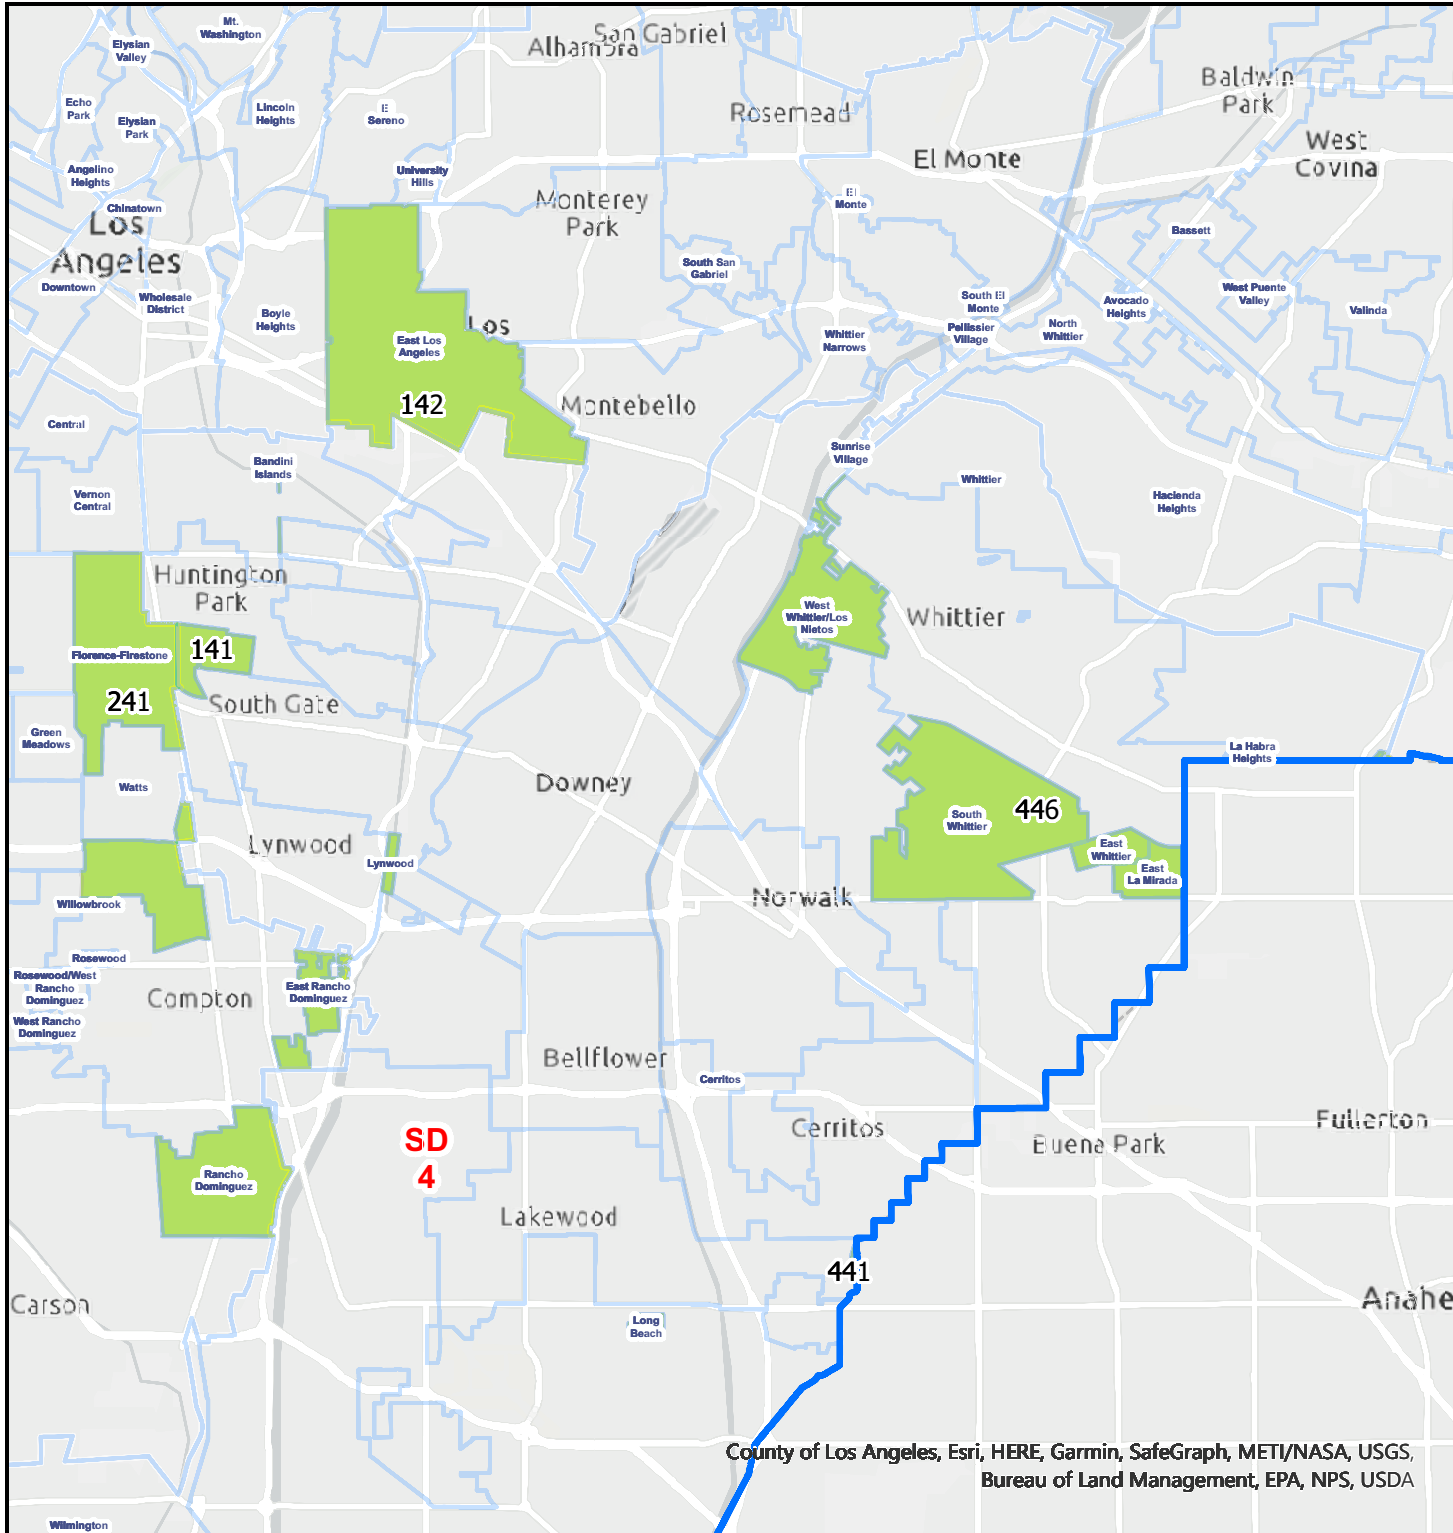 Mt.
Washington
San Gabriel
Alhambra
Elysian
Valley
Baldwin
Park
Echo
Park
Elysian
Park
Lincoln
Heights
El
Sereno
Rosemead
West
Covina
El Monte
Angelino
Heights
University
Hills
Chinatown
Los
Angeles
Monterey
Park
El
Monte
Bassett
South San
Gabriel
Downtown
Wholesale
District
Boyle
Heights
South El
Monte
Avocado
Heights
West Puente
Valley
Valinda
Los
East Los
Angeles
Whittier
Narrows
Pellissier
Village
North
Whittier
142
Montebello
Central
Sunrise
Village
Bandini
Islands
Whittier
Vernon
Central
Hacienda
Heights
Huntington
Park
West
Whittier/Los
Nietos
Whittier
Florence-Firestone
141
241
South Gate
Green
Meadows
La Habra
Heights
Watts
Downey
South
Whittier
446
Lynwood
Lynwood
East
Whittier
East
La Mirada
Norwalk
Willowbrook
Rosewood
Rosewood/West
Rancho
Dominguez
East Rancho
Dominguez
Compton
West Rancho
Dominguez
Bellflower
Cerritos
Cerritos
Fullerton
Buena Park
SD
4
Rancho
Dominguez
Lakewood
441
Carson
Anahe
Long
Beach
County of Los Angeles, Esri, HERE, Garmin, SafeGraph, METI/NASA, USGS,
Bureau of Land Management, EPA, NPS, USDA
Wilmington